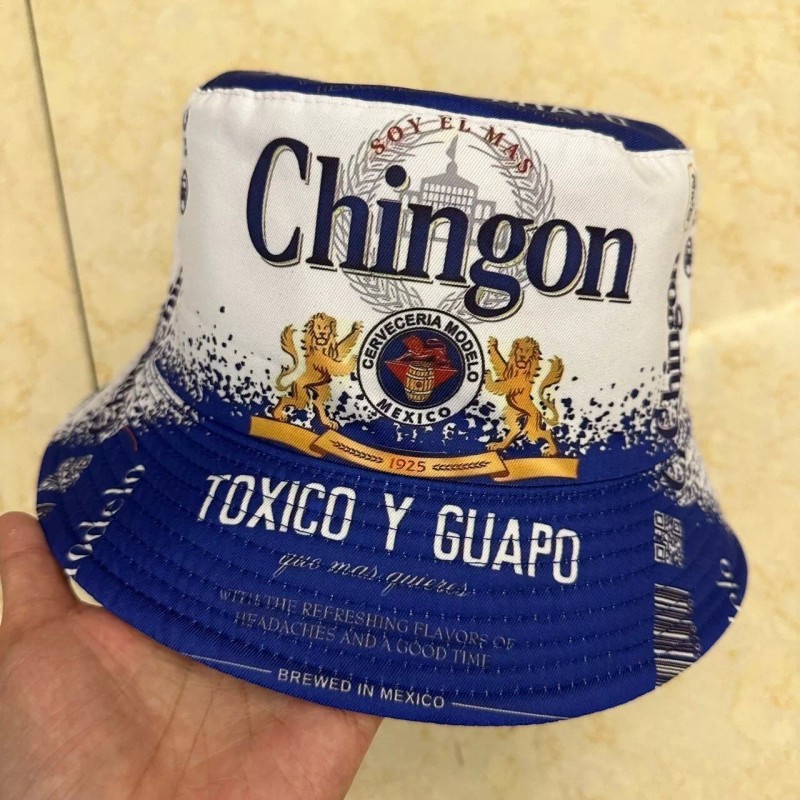 SOY EL MAS
Chingon
CERVECERIA MODELO
MEXICO
1925
TOXICO Y GUAPO
que mas quieres
WITH THE REFRESHING FLAVORS OF
HEADACHES AND A GOOD TIME
BREWED IN MEXICO
Chingon